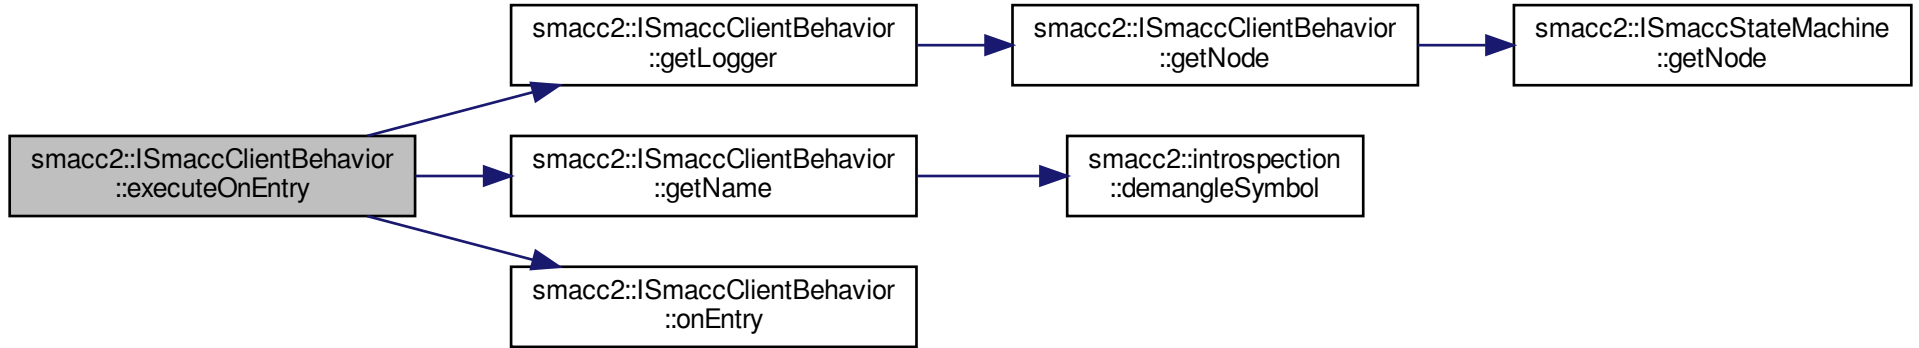 smacc2::ISmaccClientBehavior
::executeOnEntry
smacc2::ISmaccClientBehavior
::getLogger
smacc2::ISmaccClientBehavior
::getNode
smacc2::ISmaccStateMachine
::getNode
smacc2::ISmaccClientBehavior
::getName
smacc2::introspection
::demangleSymbol
smacc2::ISmaccClientBehavior
::onEntry